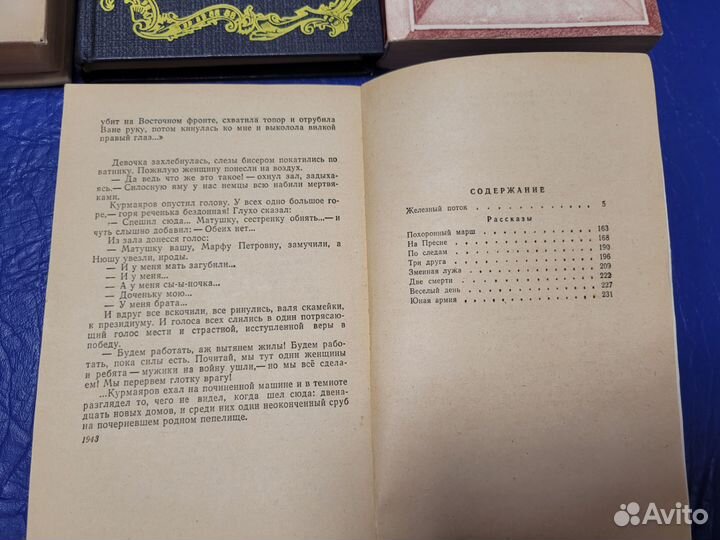 убит на Восточном фронте, схватила топор и отрубила
Ване руку, потом кинулась ко мне и выколола вилкой
правый глаз...»
Девочка захлебнулась, слезы бисером покатились по
ватнику. Пожилую женщину понесли на воздух.
— Да ведь что же это такое! — охнул зал, задыха-
ясь.— Силосную яму у нас немцы всю набили мертвя-
ками.
Курмаяров опустил голову. У всех одно большое го-
ре,— горя реченька бездонная! Глухо сказал:
— Спешил сюда... Матушку, сестренку обнять...— и
чуть слышно добавил: — Обеих нет...
Из зала донесся голос:
— Матушку вашу, Марфу Петровну, замучили, а
Нюшу увезли, ироды.
— И у меня мать загубили...
— И у меня...
— А у меня сы-ы-ночка...
— Доченьку мою...
— У меня брата...
И вдруг все вскочили, все ринулись, валя скамейки,
к президиуму. И голоса всех слились в один потрясаю-
щий голос мести и страстной, исступленной веры в
победу.
— Будем работать, аж вытянем жилы! Будем рабо-
тать, пока силы есть. Почитай, мы тут одни женщины
и ребята — мужики на войну ушли,— но мы всё сдела-
ем! Мы перервем глотку врагу!
...Курмаяров ехал на починенной машине и в темноте
разглядел то, чего не видел, когда шел сюда: двена-
дцать новых домов, и среди них один неоконченный сруб
на почерневшем родном пепелище.
1943
СОДЕРЖАНИЕ
Железный поток . . . . . . . . . . . 5
Рассказы
Похоронный марш . . . . . . . . . . . 163
На Пресне . . . . . . . . . . . 168
По следам . . . . . . . . . . . 190
Три друга . . . . . . . . . . . 196
Змеиная лужа . . . . . . . . . . . 209
Две смерти . . . . . . . . . . . 222
Веселый день . . . . . . . . . . . 227
Юная армия . . . . . . . . . . . 231
Avito